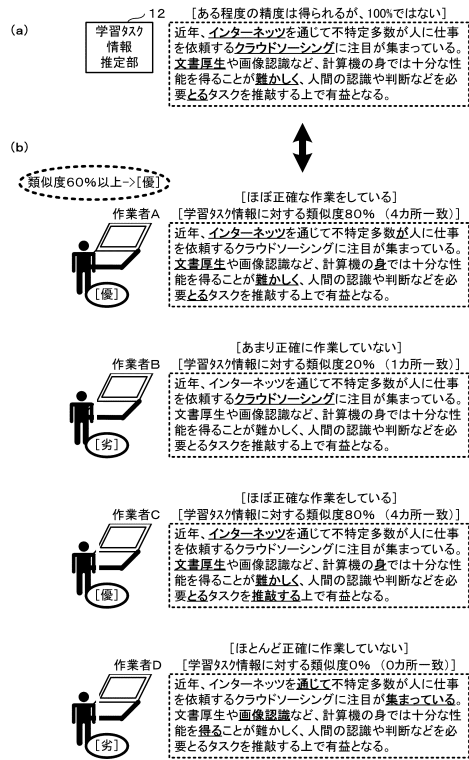 (a)
12
学習タスク
情報
推定部
[ある程度の精度は得られるが、100%ではない]
近年、インターネッツを通じて不特定多数が人に仕事
を依頼するクラウドソーシングに注目が集まっている。
文書厚生や画像認識など、計算機の身では十分な性
能を得ることが難かしく、人間の認識や判断などを必
要とるタスクを推敲する上で有益となる。
(b)
類似度60%以上->[優]
[ほぼ正確な作業をしている]
作業者A
[学習タスク情報に対する類似度80% (4カ所一致)]
近年、インターネッツを通じて不特定多数が人に仕事
を依頼するクラウドソーシングに注目が集まっている。
文書厚生や画像認識など、計算機の身では十分な性
能を得ることが難かしく、人間の認識や判断などを必
要とるタスクを推敲する上で有益となる。
[優]
[あまり正確に作業していない]
作業者B
[学習タスク情報に対する類似度20% (1カ所一致)]
近年、インターネッツを通じて不特定多数が人に仕事
を依頼するクラウドソーシングに注目が集まっている。
文書厚生や画像認識など、計算機の身では十分な性
能を得ることが難かしく、人間の認識や判断などを必
要とるタスクを推敲する上で有益となる。
[劣]
[ほぼ正確な作業をしている]
作業者C
[学習タスク情報に対する類似度80% (4カ所一致)]
近年、インターネッツを通じて不特定多数が人に仕事
を依頼するクラウドソーシングに注目が集まっている。
文書厚生や画像認識など、計算機の身では十分な性
能を得ることが難かしく、人間の認識や判断などを必
要とるタスクを推敲する上で有益となる。
[優]
[ほとんど正確に作業していない]
作業者D
[学習タスク情報に対する類似度0% (0カ所一致)]
近年、インターネッツを通じて不特定多数が人に仕事
を依頼するクラウドソーシングに注目が集まっている。
文書厚生や画像認識など、計算機の身では十分な性
能を得ることが難かしく、人間の認識や判断などを必
要とるタスクを推敲する上で有益となる。
[劣]